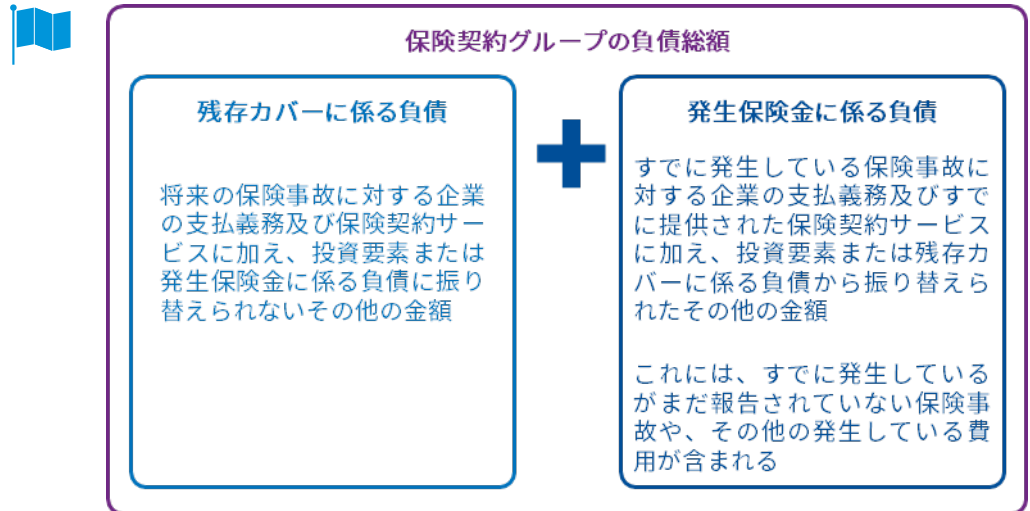 保険契約グループの負債総額
残存カバーに係る負債
将来の保険事故に対する企業
の支払義務及び保険契約サー
ビスに加え、投資要素または
発生保険金に係る負債に振り
替えられないその他の金額
発生保険金に係る負債
すでに発生している保険事故に
対する企業の支払義務及びすで
に提供された保険契約サービス
に加え、投資要素または残存カ
バーに係る負債から振り替えら
れたその他の金額
これには、すでに発生している
がまだ報告されていない保険事
故や、その他の発生している費
用が含まれる